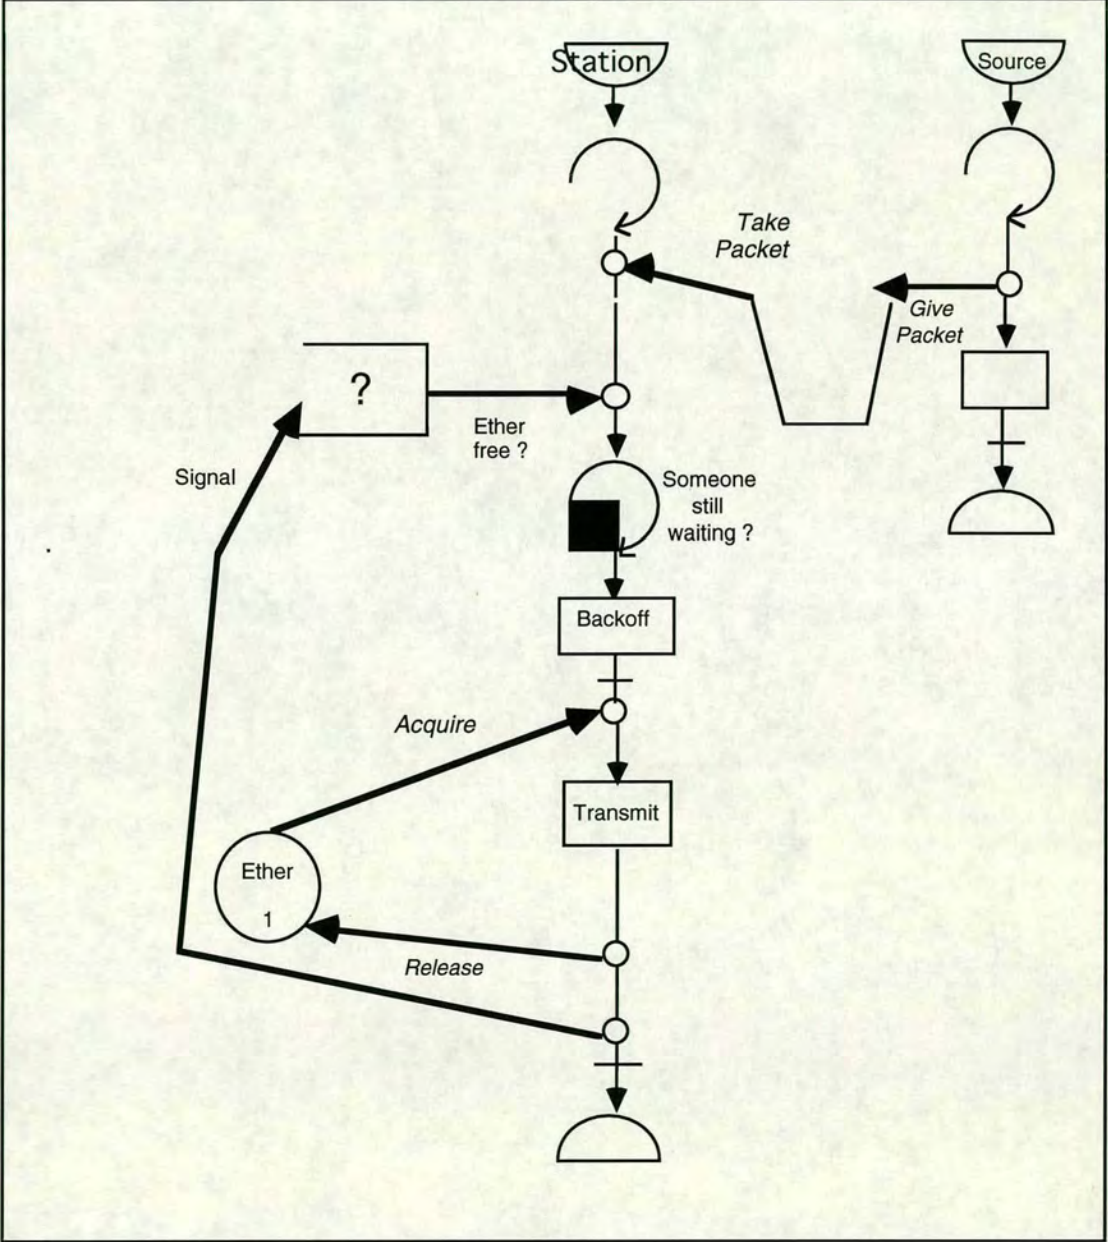 Station
Source
Take
Packet
Give
Packet
?
Ether
free ?
Signal
Someone
still
waiting ?
Backoff
Acquire
Transmit
Ether
1
Release